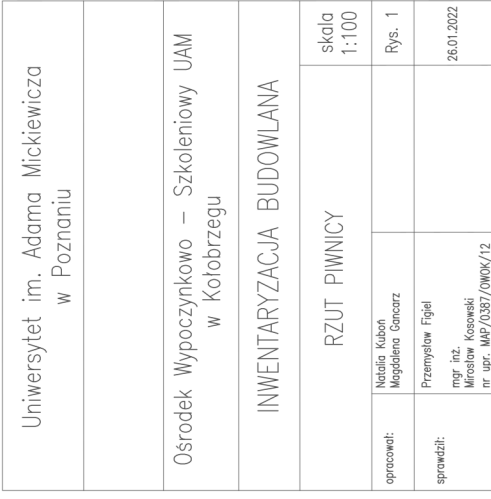 Uniwersytet im. Adama Mickiewicza
w Poznaniu
Ośrodek Wypoczynkowo – Szkoleniowy UAM
w Kołobrzegu
INWENTARYZACJA BUDOWLANA
RZUT PIWNICY
skala
1:100
opracował:
Natalia Kuboń
Magdalena Gancarz
Rys. 1
sprawdził:
Przemysław Figiel
mgr inż.
Mirosław Kosowski
nr upr. MAP/0387/OWOK/12
26.01.2022